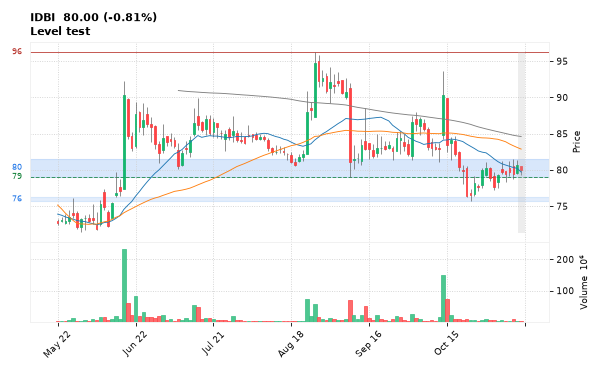 IDBI  80.00 (-0.81%)
Level test
96
95
90
85
80
80
79
76
75
Price
200
100
Volume 10⁶
May 22
Jun 22
Jul 21
Aug 18
Sep 16
Oct 15